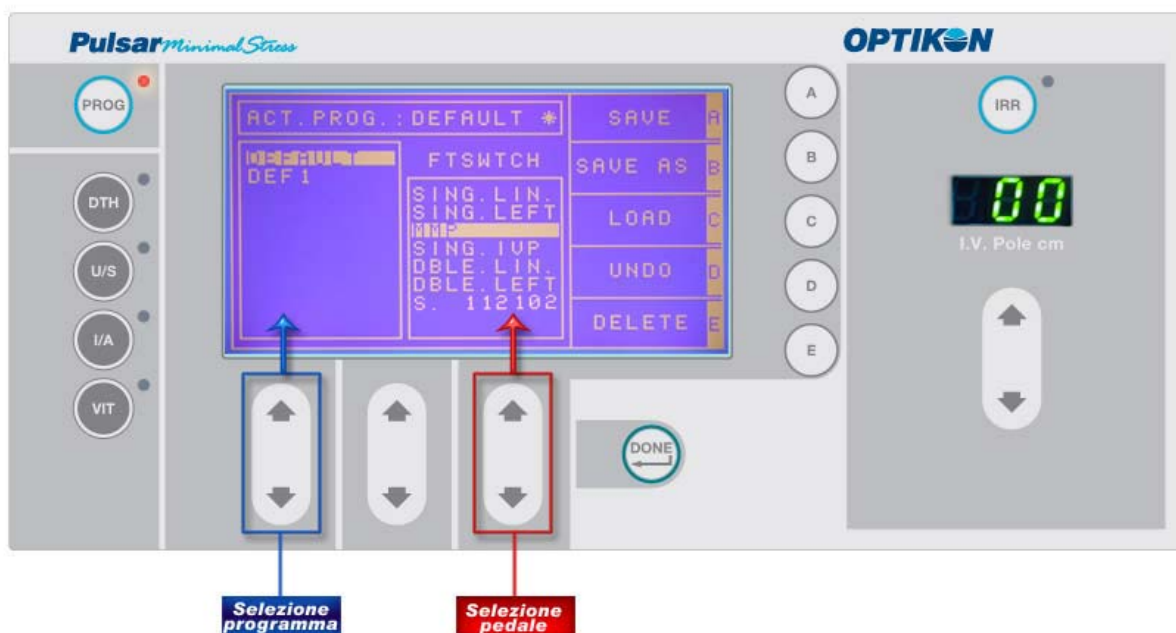 Pulsar Minimal Stress
OPTIKON
PROG
DTH
U/S
I/A
VIT
ACT.PROG.:DEFAULT *
DEFAULT
DEF1
FTSWTCH
SING.LIN.
SING.LEFT
MMP
SING.IVP
DBLE.LIN.
DBLE.LEFT
S. 112102
SAVE A
SAVE AS B
LOAD C
UNDO D
DELETE E
A
B
C
D
E
DONE
IRR
00
I.V. Pole cm
Selezione
programma
Selezione
pedale